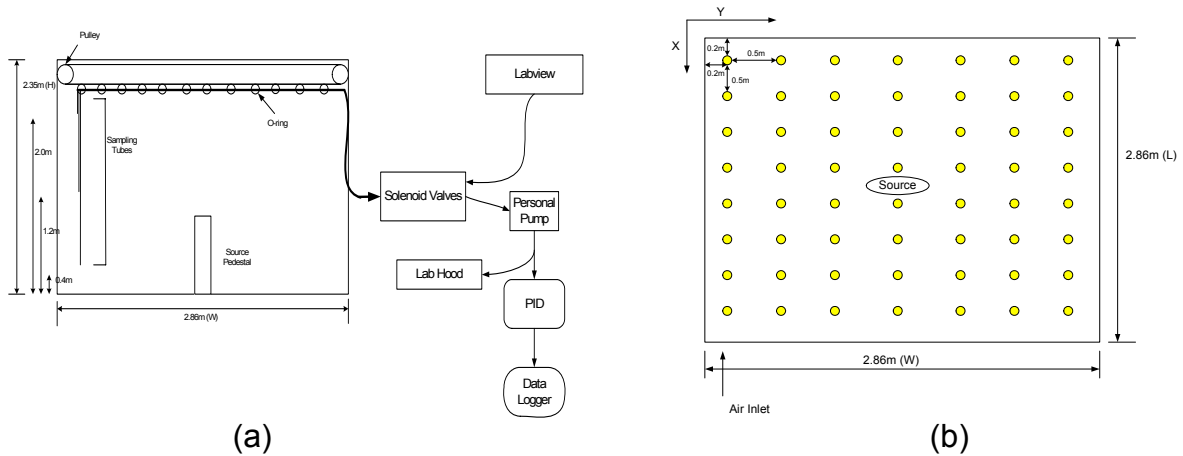 Pulley
2.35m (H)
O-ring
Sampling
Tubes
2.0m
1.2m
0.4m
Source
Pedestal
2.86m (W)
Labview
Solenoid Valves
Personal
Pump
Lab Hood
PID
Data
Logger
(a)
Y
X
0.2m
0.5m
0.2m
0.5m
Source
2.86m (L)
2.86m (W)
Air Inlet
(b)